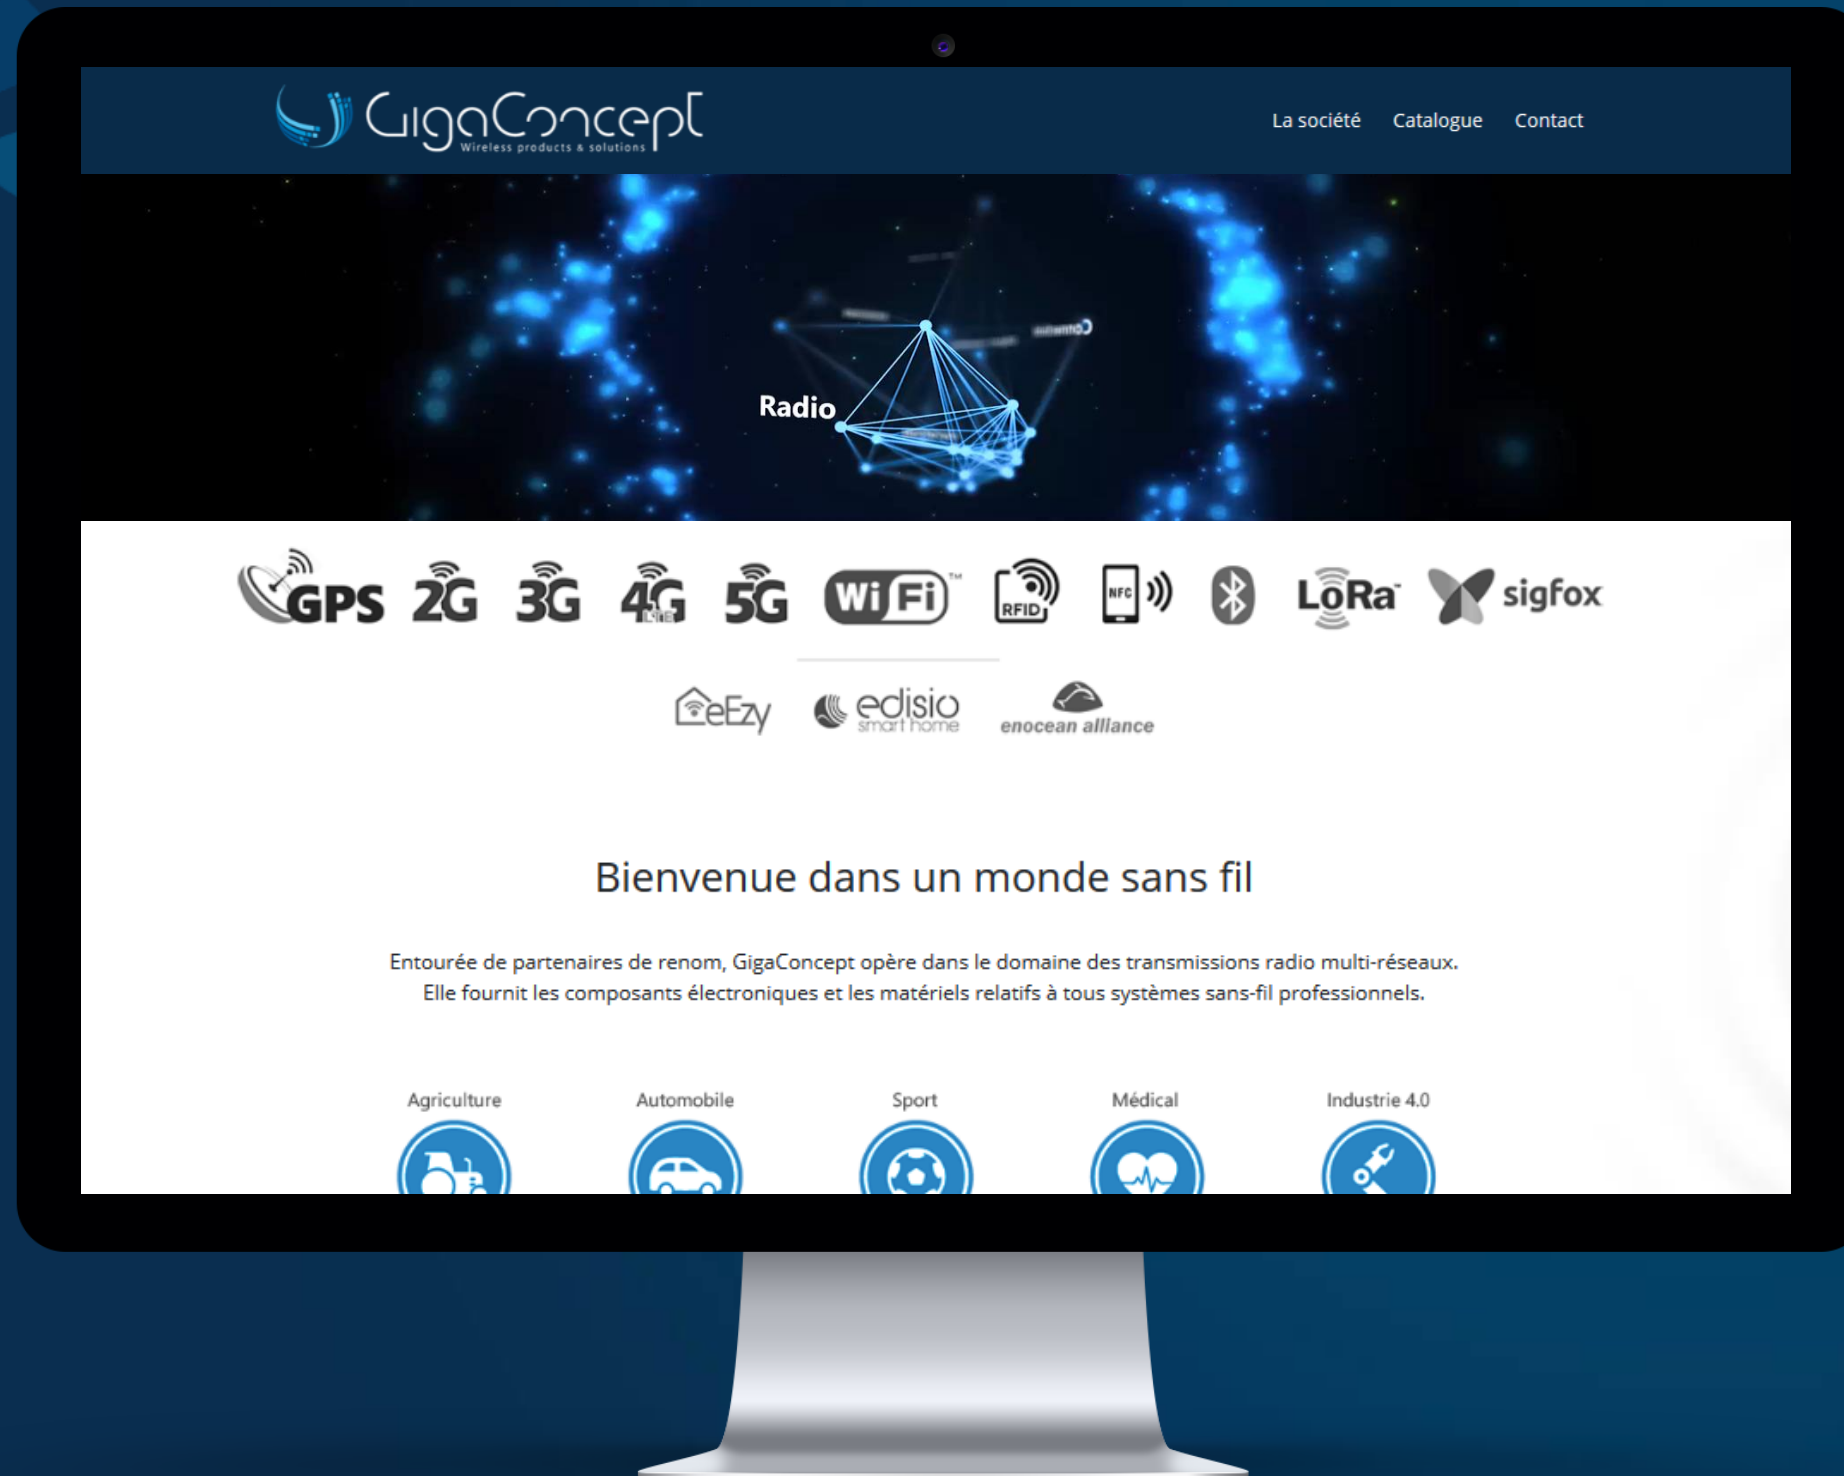 GigaConcept
Wireless products & solutions
La société Catalogue Contact
Radio
GPS 2G 3G 4G LTE 5G WiFi™ RFID NFC LoRa™ sigfox
eEzy edisio smart home enocean alliance
Bienvenue dans un monde sans fil
Entourée de partenaires de renom, GigaConcept opère dans le domaine des transmissions radio multi-réseaux.
Elle fournit les composants électroniques et les matériels relatifs à tous systèmes sans-fil professionnels.
Agriculture Automobile Sport Médical Industrie 4.0